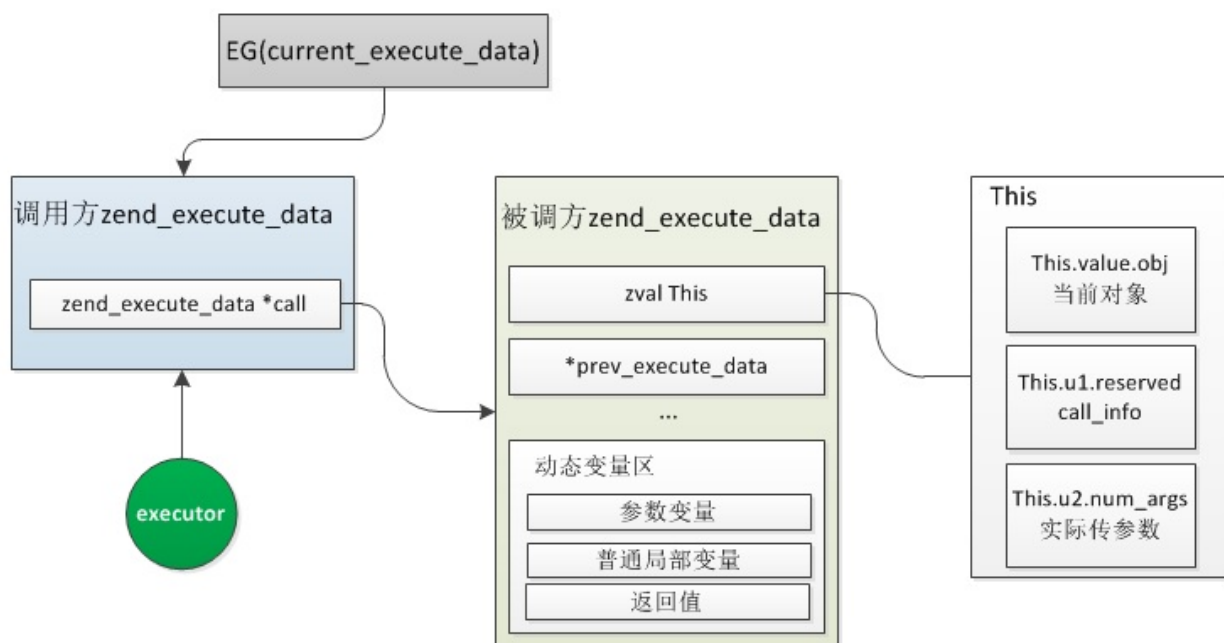 EG(current_execute_data)
调用方zend_execute_data
zend_execute_data *call
executor
被调方zend_execute_data
zval This
*prev_execute_data
...
动态变量区
参数变量
普通局部变量
返回值
This
This.value.obj
当前对象
This.u1.reserved
call_info
This.u2.num_args
实际传参数